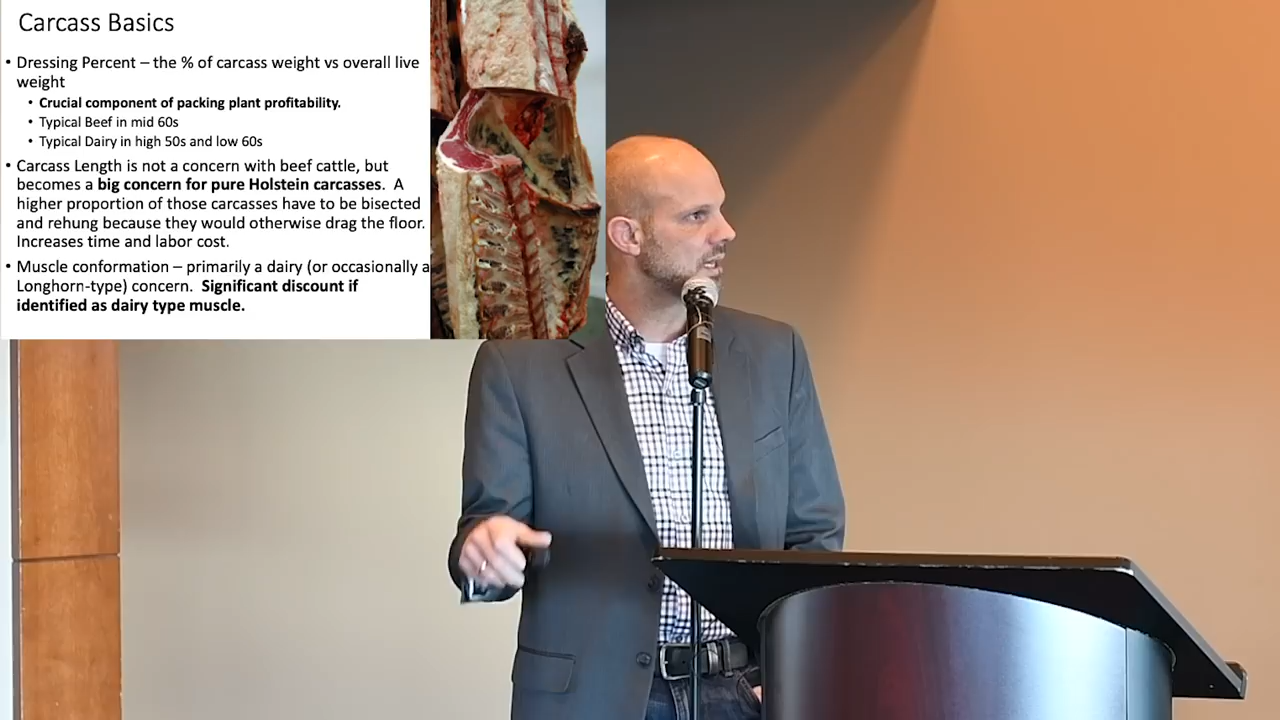 Carcass Basics
• Dressing Percent – the % of carcass weight vs overall live
weight
• Crucial component of packing plant profitability.
• Typical Beef in mid 60s
• Typical Dairy in high 50s and low 60s
• Carcass Length is not a concern with beef cattle, but
becomes a big concern for pure Holstein carcasses. A
higher proportion of those carcasses have to be bisected
and rehung because they would otherwise drag the floor.
Increases time and labor cost.
• Muscle conformation – primarily a dairy (or occasionally a
Longhorn-type) concern. Significant discount if
identified as dairy type muscle.